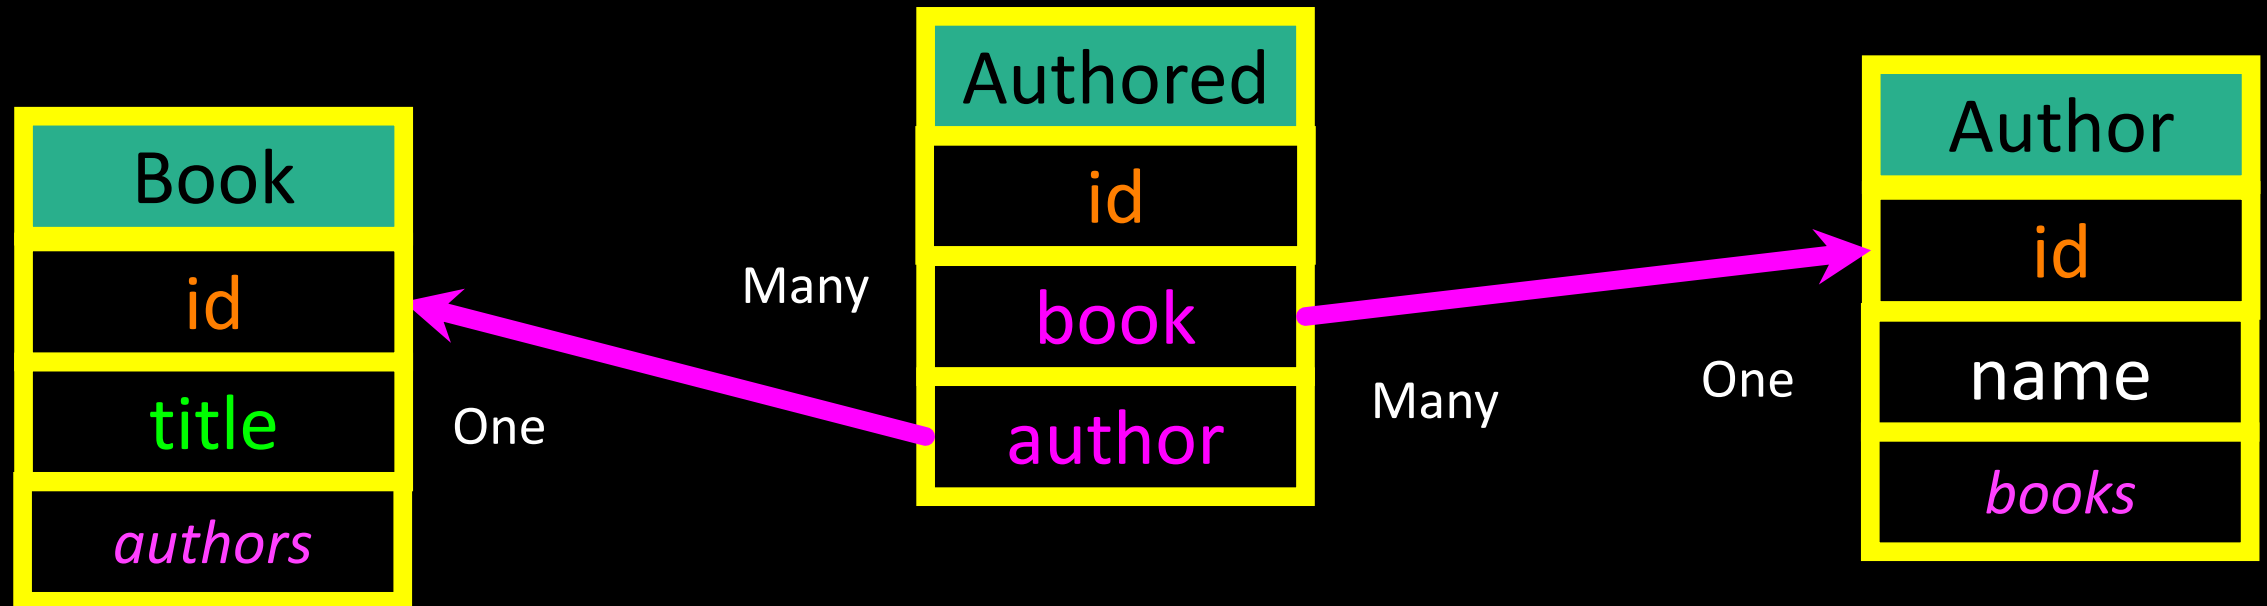 Book
id
title
authors
One
Many
Authored
id
book
author
Many
One
Author
id
name
books